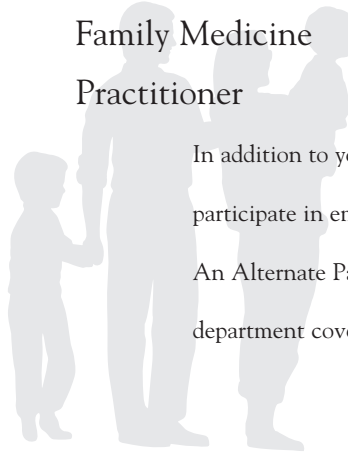 Family Medicine
Practitioner
In addition to
participate in
An Alternate
department